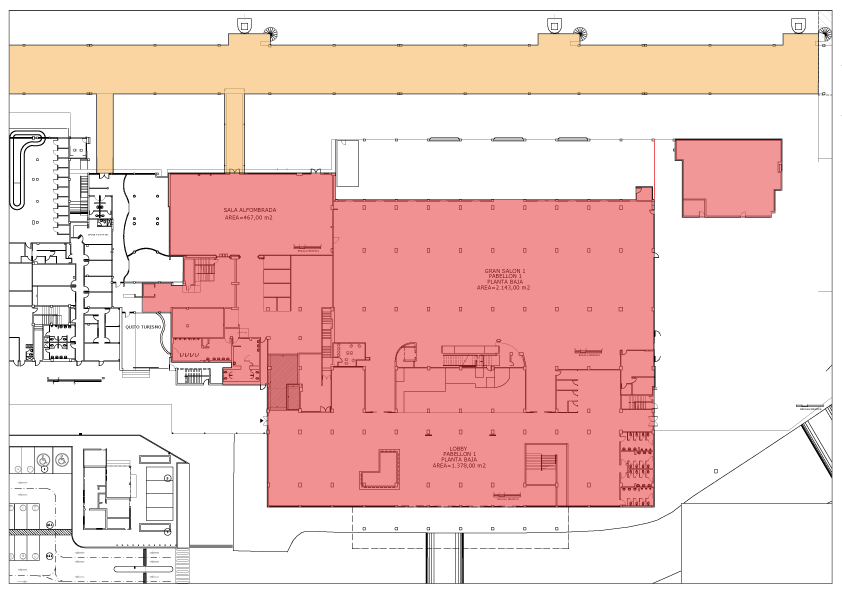 SALA ALFOMBRADA
AREA=467,00 m2
GRAN SALON 1
PABELLON 1
PLANTA BAJA
AREA=2.143,00 m2
QUITO TURISMO
LOBBY
PABELLON 1
PLANTA BAJA
AREA=1.378,00 m2